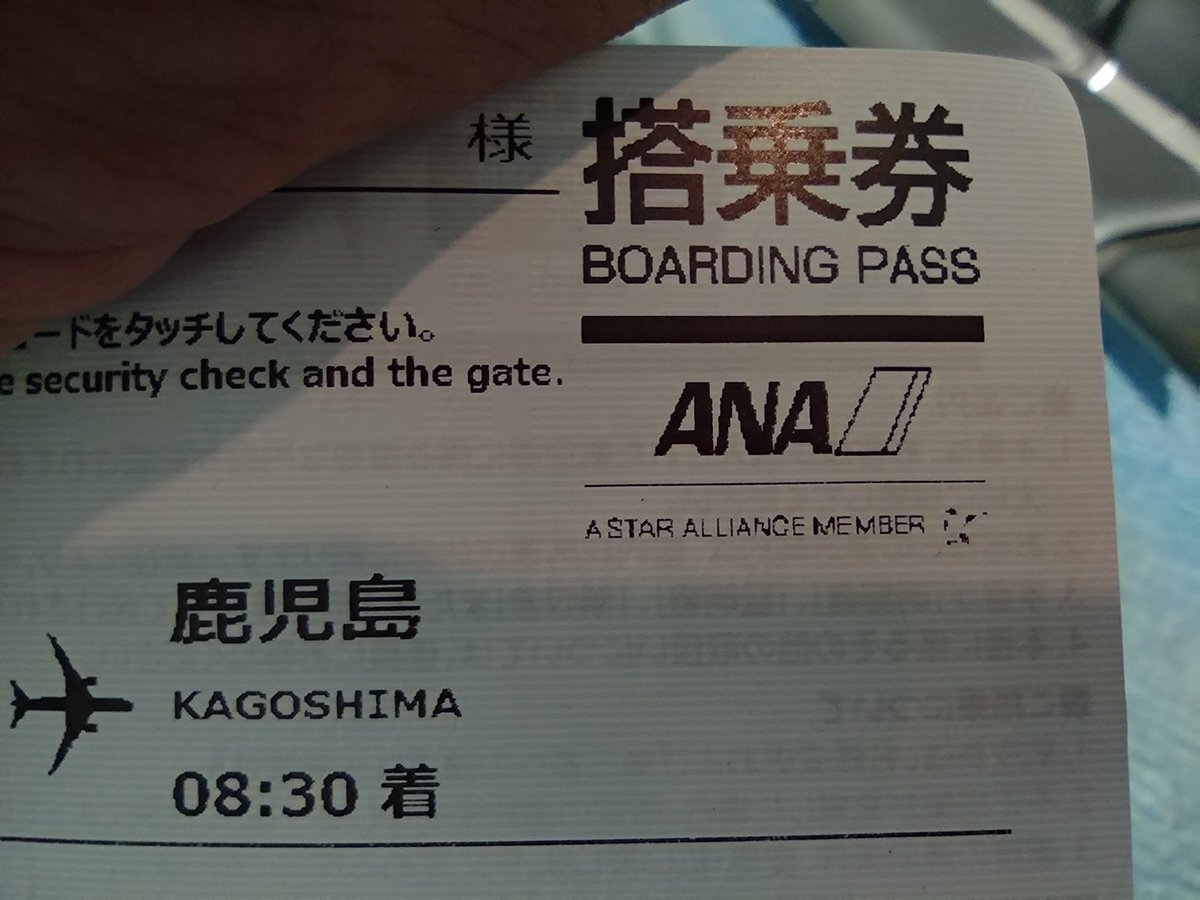 様
搭乗券
BOARDING PASS
ードをタッチしてください。
e security check and the gate.
ANA
A STAR ALLIANCE MEMBER
鹿児島
KAGOSHIMA
08:30 着